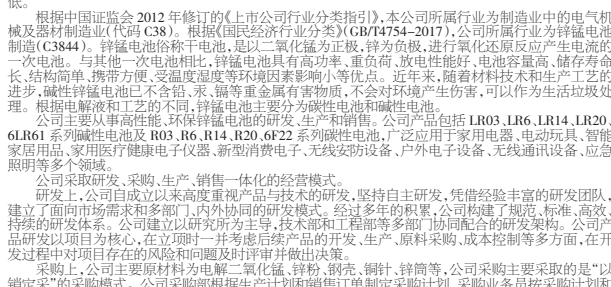 低。
根据中国证监会 2012 年修订的《上市公司行业分类指引》,本公司所属行业为制造业中的电气机
械及器材制造业(代码 C38)。根据《国民经济行业分类》(GB/T4754-2017),公司所属行业为锌锰电池
制造(C3844)。锌锰电池俗称干电池,是以二氧化锰为正极,锌为负极,进行氧化还原反应产生电流的
一次电池。与其他一次电池相比,锌锰电池具有高功率、重负荷、放电性能好、电池容量高、储存寿命
长、结构简单、携带方便、受温度湿度等环境因素影响小等优点。近年来,随着材料技术和生产工艺的
进步,碱性锌锰电池已不含铅、汞、镉等重金属有害物质,不会对环境产生伤害,可以作为生活垃圾处
理。根据电解液和工艺的不同,锌锰电池主要分为碳性电池和碱性电池。
公司主要从事高性能、环保锌锰电池的研发、生产和销售。公司产品包括 LR03、LR6、LR14、LR20、
6LR61 系列碱性电池及 R03、R6、R14、R20、6F22 系列碳性电池,广泛应用于家用电器、电动玩具、智能
家居用品、家用医疗健康电子仪器、新型消费电子、无线安防设备、户外电子设备、无线通讯设备、应急
照明等多个领域。
公司采取研发、采购、生产、销售一体化的经营模式。
研发上,公司自成立以来高度重视产品与技术的研发,坚持自主研发,凭借经验丰富的研发团队,
建立了面向市场需求和多部门、内外协同的研发模式。经过多年的积累,公司构建了规范、标准、高效、
持续的研发体系。公司建立以研究所为主导,技术部和工程部等多部门协同配合的研发架构。公司产
品研发以项目为核心,在立项时一并考虑后续产品的开发、生产、原料采购、成本控制等多方面,在开
发过程中对项目存在的风险和问题及时评审并做出决策。
采购上,公司主要原材料为电解二氧化锰、锌粉、钢壳、铜针、锌筒等,公司采购主要采取的是“以
销定采”的采购模式。公司采购部根据生产计划和销售订单制定采购计划,采购业务员按采购计划和